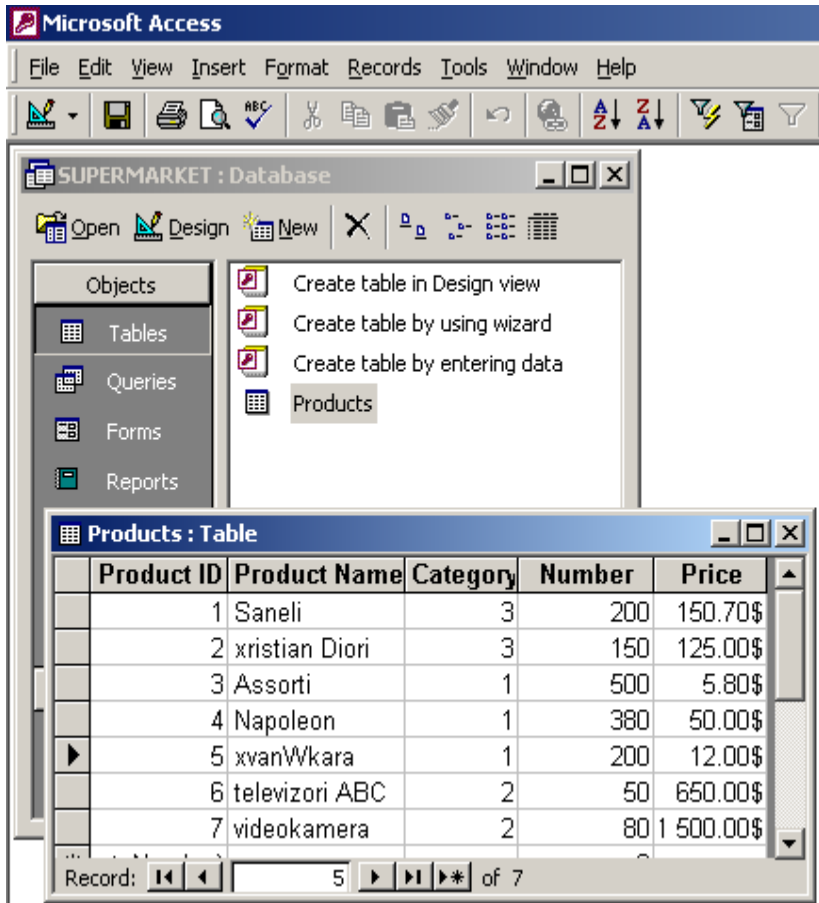 Microsoft Access
File Edit View Insert Format Records Tools Window Help
ABC
SUPERMARKET : Database
Open Design New
Objects
Create table in Design view
Tables
Create table by using wizard
Create table by entering data
Queries
Products
Forms
Reports
Products : Table
Product ID Product Name Category Number Price
1 Saneli 3 200 150.70$
2 xristian Diori 3 150 125.00$
3 Assorti 1 500 5.80$
4 Napoleon 1 380 50.00$
5 xvanWkara 1 200 12.00$
6 televizori ABC 2 50 650.00$
7 videokamera 2 80 1 500.00$
Record: 5 of 7